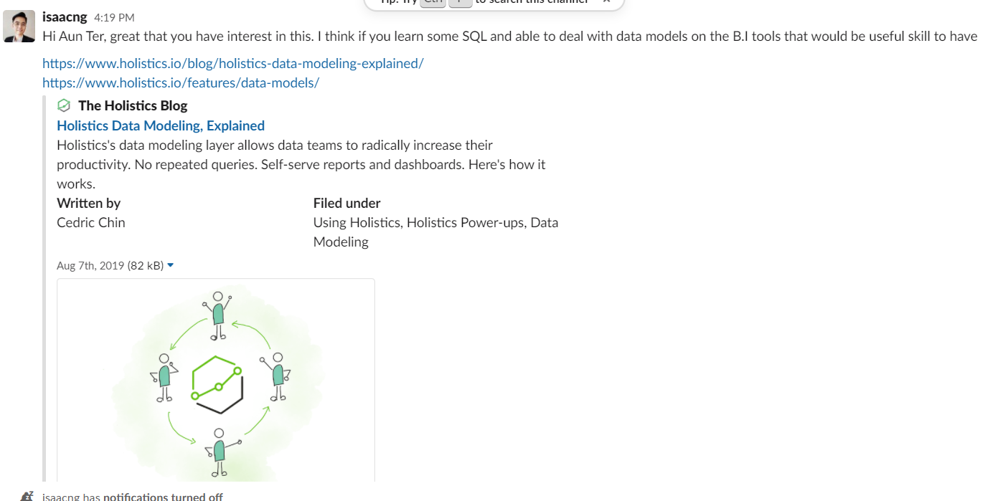 Tip: Try Ctrl F to search this channel ×
isaacng 4:19 PM
Hi Aun Ter, great that you have interest in this. I think if you learn some SQL and able to deal with data models on the B.I tools that would be useful skill to have
https://www.holistics.io/blog/holistics-data-modeling-explained/
https://www.holistics.io/features/data-models/
The Holistics Blog
Holistics Data Modeling, Explained
Holistics's data modeling layer allows data teams to radically increase their
productivity. No repeated queries. Self-serve reports and dashboards. Here's how it
works.
Written by Filed under
Cedric Chin Using Holistics, Holistics Power-ups, Data
Modeling
Aug 7th, 2019 (82 kB)
isaacng has notifications turned off